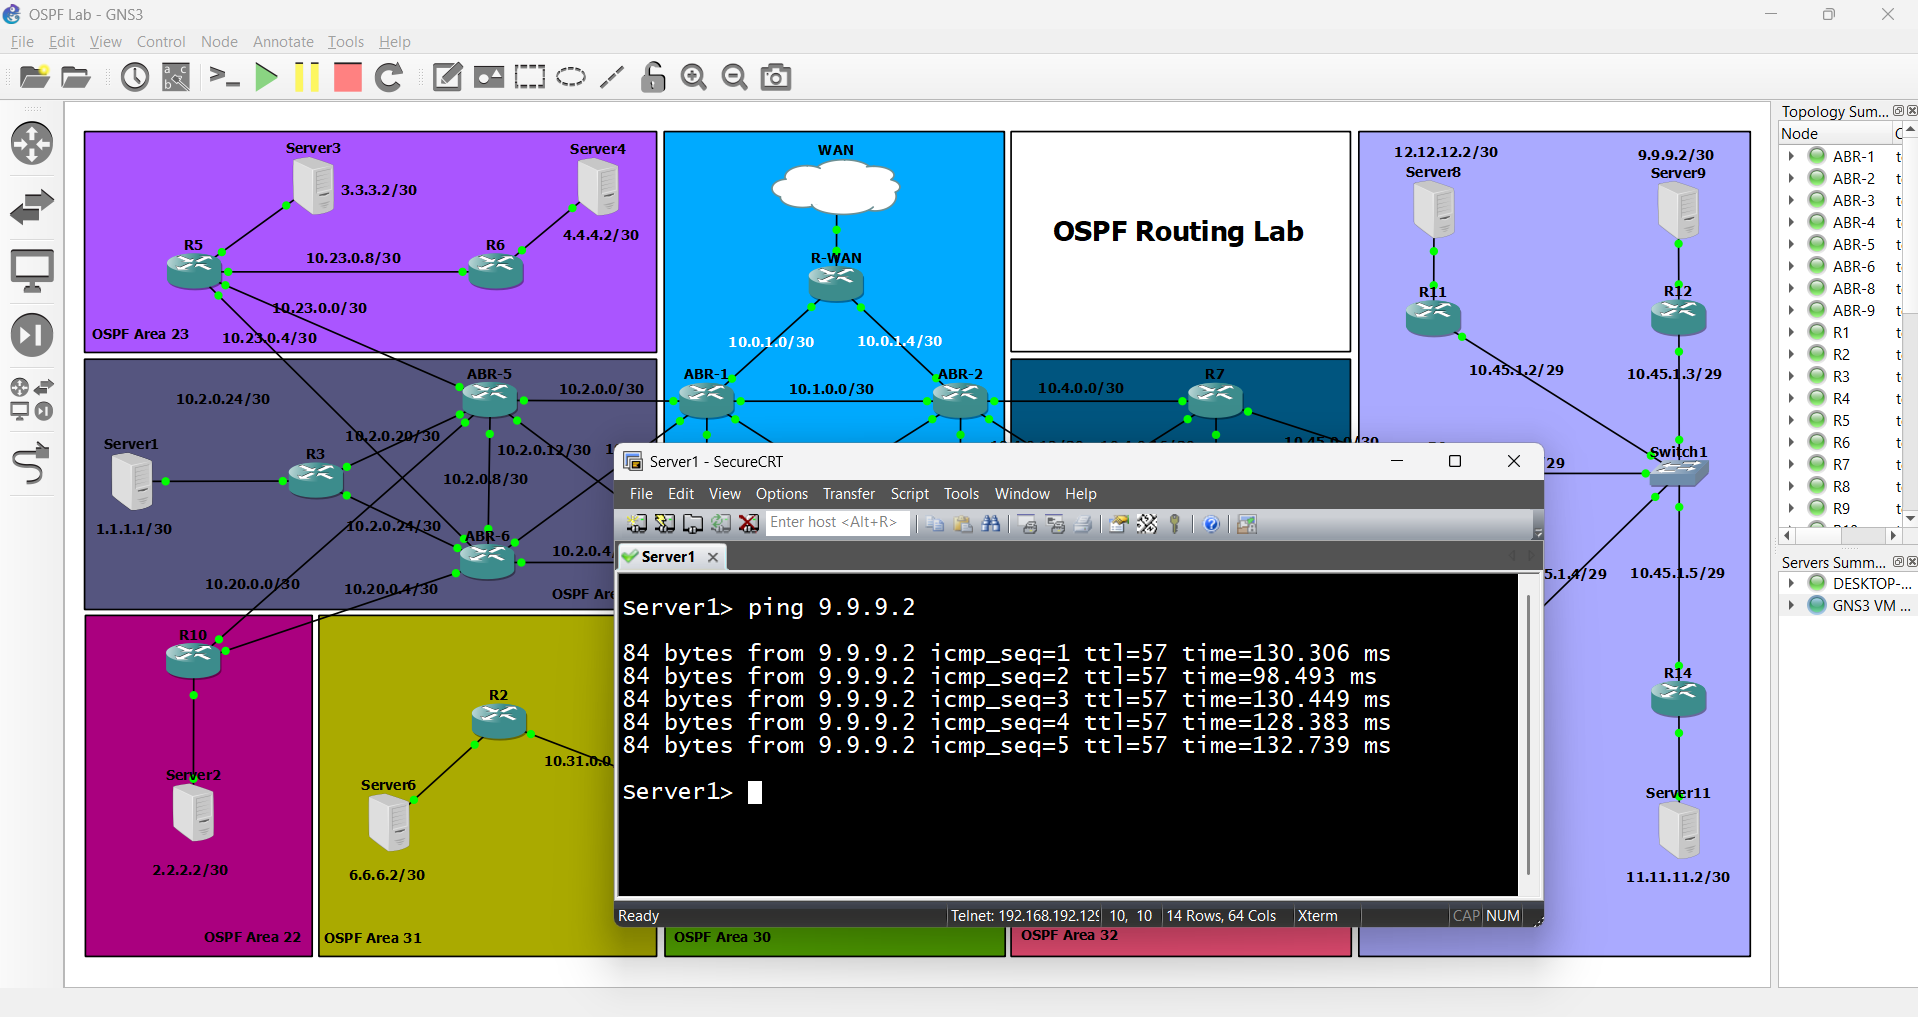 OSPF Lab - GNS3
File Edit View Control Node Annotate Tools Help
Server3
3.3.3.2/30
Server4
4.4.4.2/30
R5
R6
10.23.0.8/30
10.23.0.0/30
10.23.0.4/30
OSPF Area 23
WAN
R-WAN
10.0.1.0/30
10.0.1.4/30
ABR-1
ABR-2
10.1.0.0/30
OSPF Routing Lab
12.12.12.2/30
Server8
9.9.9.2/30
Server9
R11
R12
10.45.1.2/29
10.45.1.3/29
Switch1
29
5.1.4/29
10.45.1.5/29
R14
Server11
11.11.11.2/30
10.4.0.0/30
R7
ABR-5
10.2.0.0/30
10.2.0.24/30
10.2.0.20/30
10.2.0.12/30
Server1
R3
10.2.0.8/30
1.1.1.1/30
10.2.0.24/30
ABR-6
10.2.0.4
10.20.0.0/30
10.20.0.4/30
OSPF Are
R10
Server2
2.2.2.2/30
OSPF Area 22
R2
10.31.0.0
Server6
6.6.6.2/30
OSPF Area 31
OSPF Area 30
OSPF Area 32
Server1 - SecureCRT
File Edit View Options Transfer Script Tools Window Help
Enter host <Alt+R>
Server1
Server1> ping 9.9.9.2
84 bytes from 9.9.9.2 icmp_seq=1 ttl=57 time=130.306 ms
84 bytes from 9.9.9.2 icmp_seq=2 ttl=57 time=98.493 ms
84 bytes from 9.9.9.2 icmp_seq=3 ttl=57 time=130.449 ms
84 bytes from 9.9.9.2 icmp_seq=4 ttl=57 time=128.383 ms
84 bytes from 9.9.9.2 icmp_seq=5 ttl=57 time=132.739 ms
Server1>
Ready
Telnet: 192.168.192.129 10, 10 14 Rows, 64 Cols Xterm CAP NUM
Topology Sum...
Node
ABR-1 t
ABR-2 t
ABR-3 t
ABR-4 t
ABR-5 t
ABR-6 t
ABR-8 t
ABR-9 t
R1 t
R2 t
R3 t
R4 t
R5 t
R6 t
R7 t
R8 t
R9 t
Servers Summ...
DESKTOP-...
GNS3 VM ...